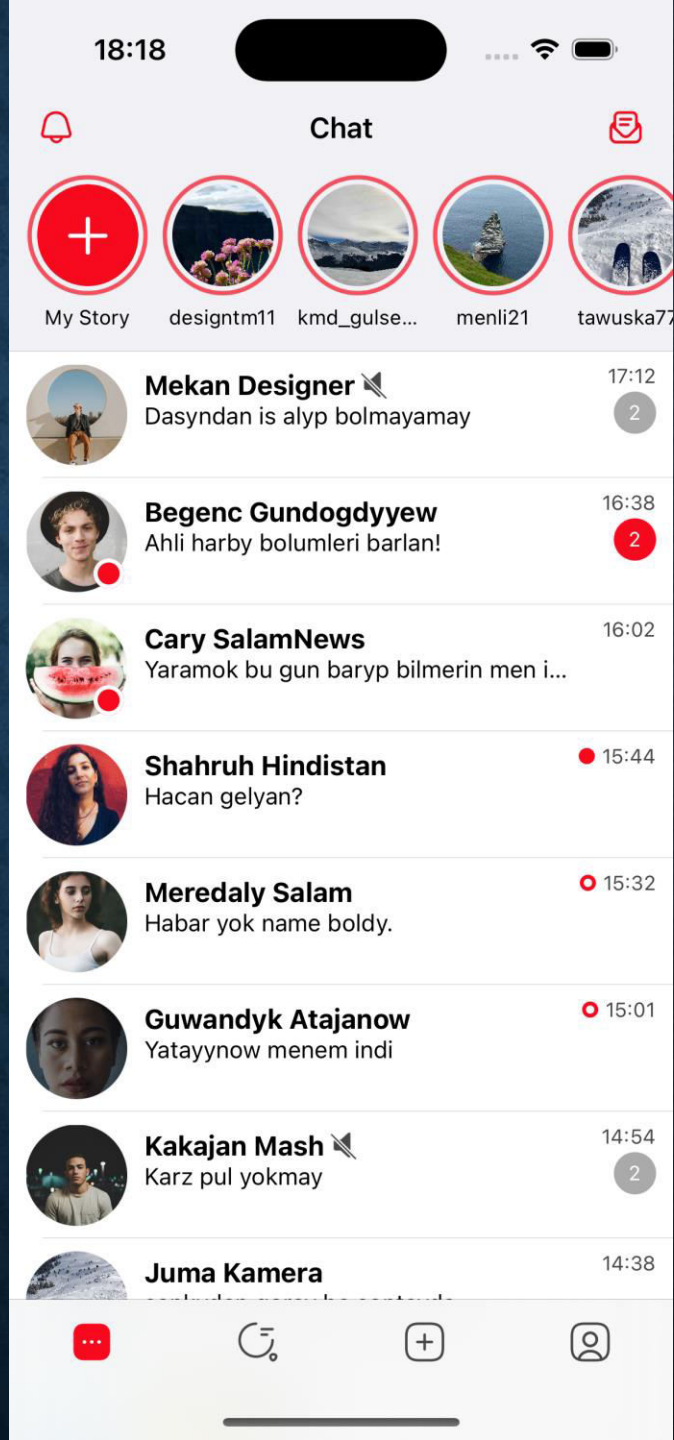 18:18
Chat
My Story
designtm11
kmd_gulse...
menli21
tawuska77
Mekan Designer
17:12
Dasyndan is alyp bolmayamay
2
Begenc Gundogdyyew
16:38
Ahli harby bolumleri barlan!
2
Cary SalamNews
16:02
Yaramok bu gun baryp bilmerin men i...
Shahruh Hindistan
15:44
Hacan gelyan?
Meredaly Salam
15:32
Habar yok name boldy.
Guwandyk Atajanow
15:01
Yatayynow menem indi
Kakajan Mash
14:54
Karz pul yokmay
2
Juma Kamera
14:38